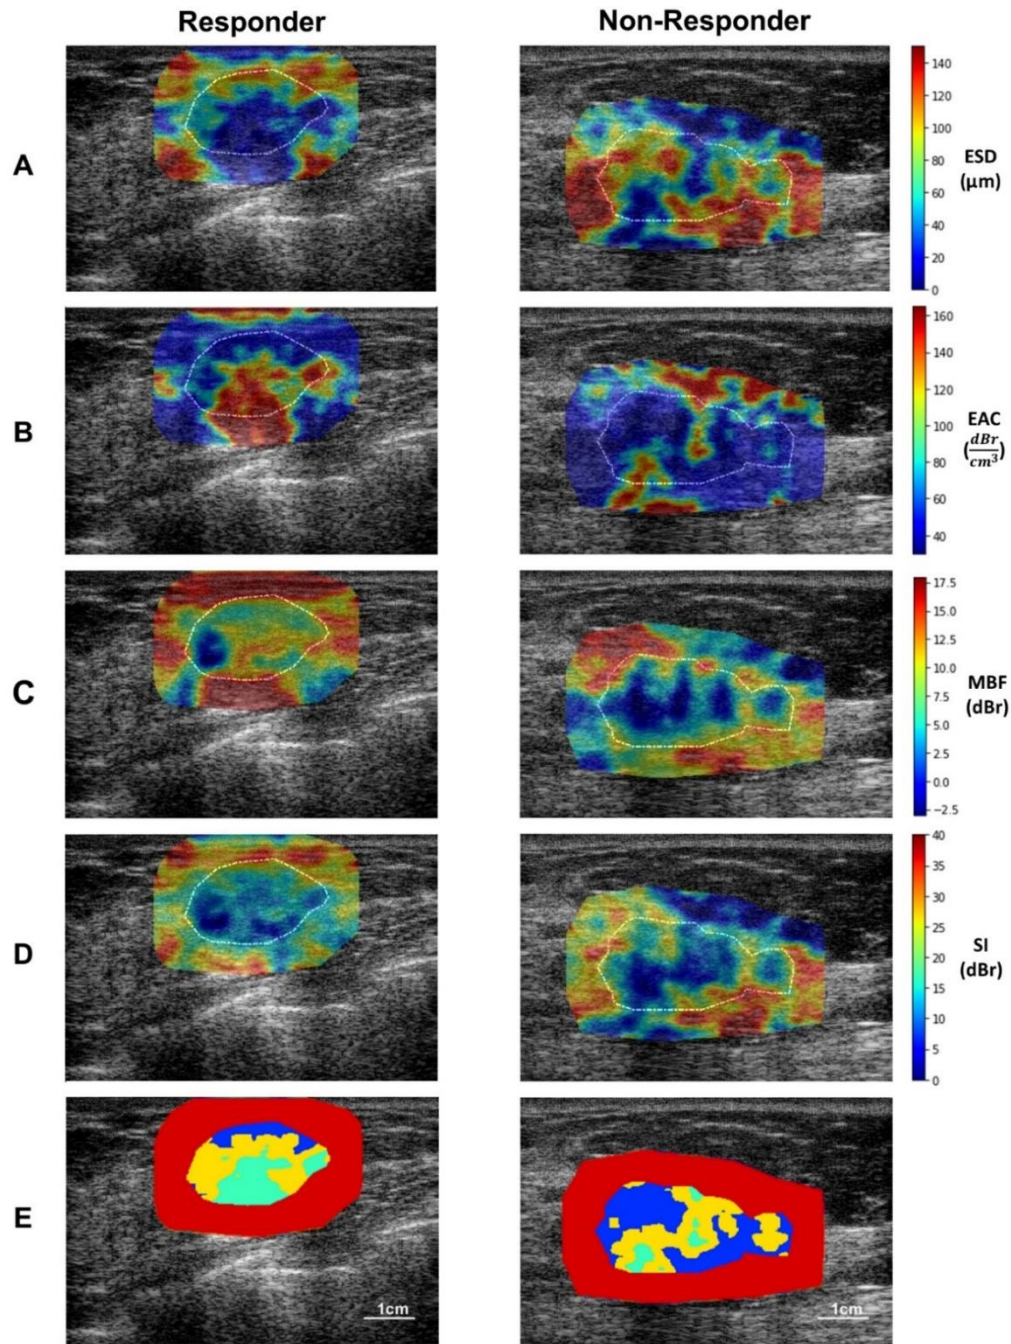 Responder Non-Responder
A
140
120
100
80
60
40
20
0
ESD
(μm)
B
160
140
120
100
80
60
40
EAC
(dBr/cm³)
C
17.5
15.0
12.5
10.0
7.5
5.0
2.5
0.0
−2.5
MBF
(dBr)
D
40
35
30
25
20
15
10
5
0
SI
(dBr)
E
1cm 1cm